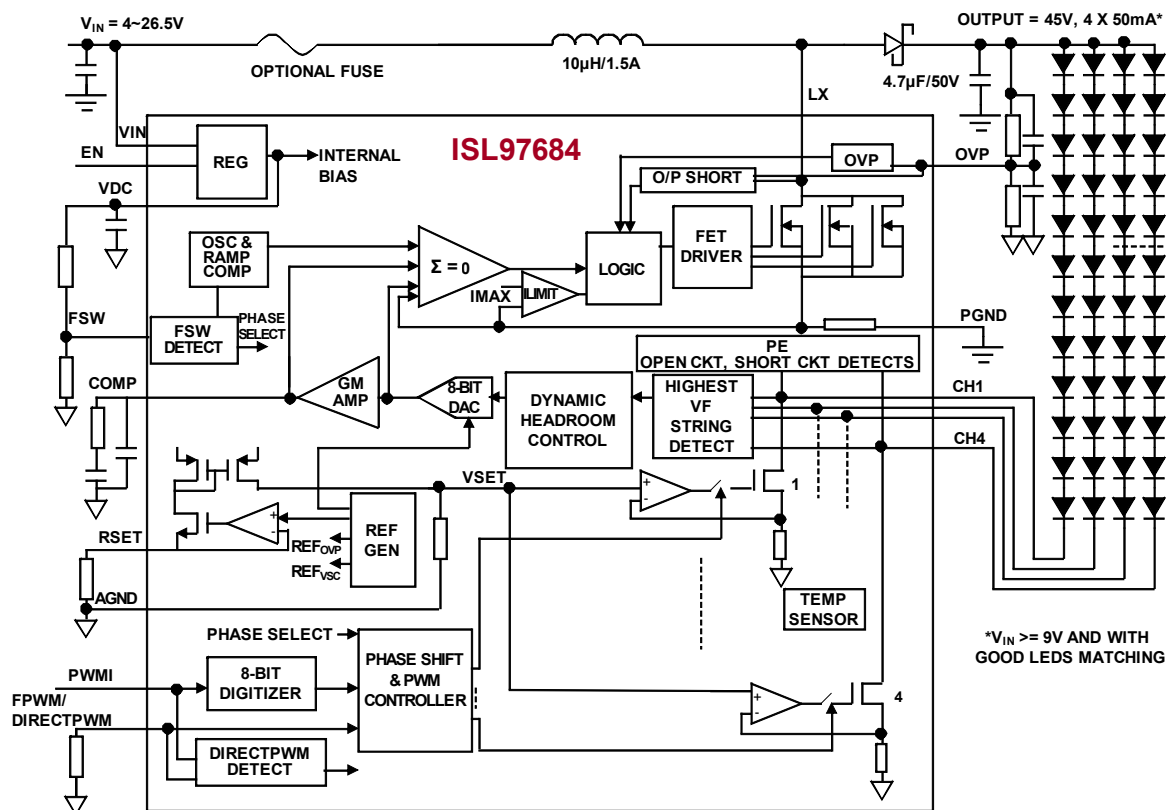 V_IN = 4~26.5V
OUTPUT = 45V, 4 X 50mA*
OPTIONAL FUSE
10µH/1.5A
4.7µF/50V
LX
VIN
REG
ISL97684
EN
INTERNAL
BIAS
OVP
OVP
O/P SHORT
VDC
OSC &
RAMP
COMP
Σ = 0
LOGIC
FET
DRIVER
IMAX
ILIMIT
FSW
FSW
DETECT
PHASE
SELECT
PGND
PE
OPEN CKT, SHORT CKT DETECTS
COMP
GM
AMP
8-BIT
DAC
DYNAMIC
HEADROOM
CONTROL
HIGHEST
VF
STRING
DETECT
CH1
CH4
VSET
+
-
1
RSET
+
-
REF
GEN
REF_OVP
REF_VSC
AGND
TEMP
SENSOR
PHASE SELECT
*V_IN >= 9V AND WITH
GOOD LEDS MATCHING
PWMI
8-BIT
DIGITIZER
PHASE SHIFT
& PWM
CONTROLLER
FPWM/
DIRECTPWM
+
-
4
DIRECTPWM
DETECT